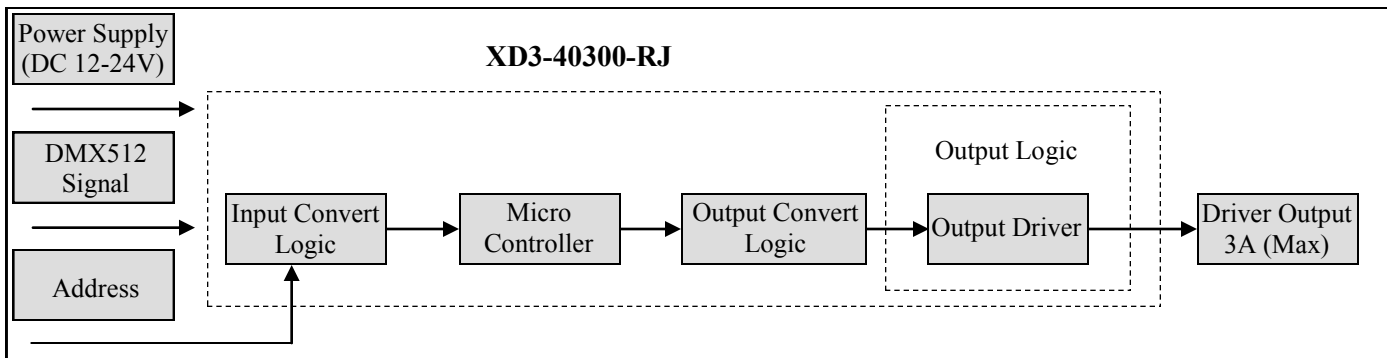 Power Supply
(DC 12-24V)
XD3-40300-RJ
DMX512
Signal
Output Logic
Input Convert
Logic
Micro
Controller
Output Convert
Logic
Output Driver
Driver Output
3A (Max)
Address